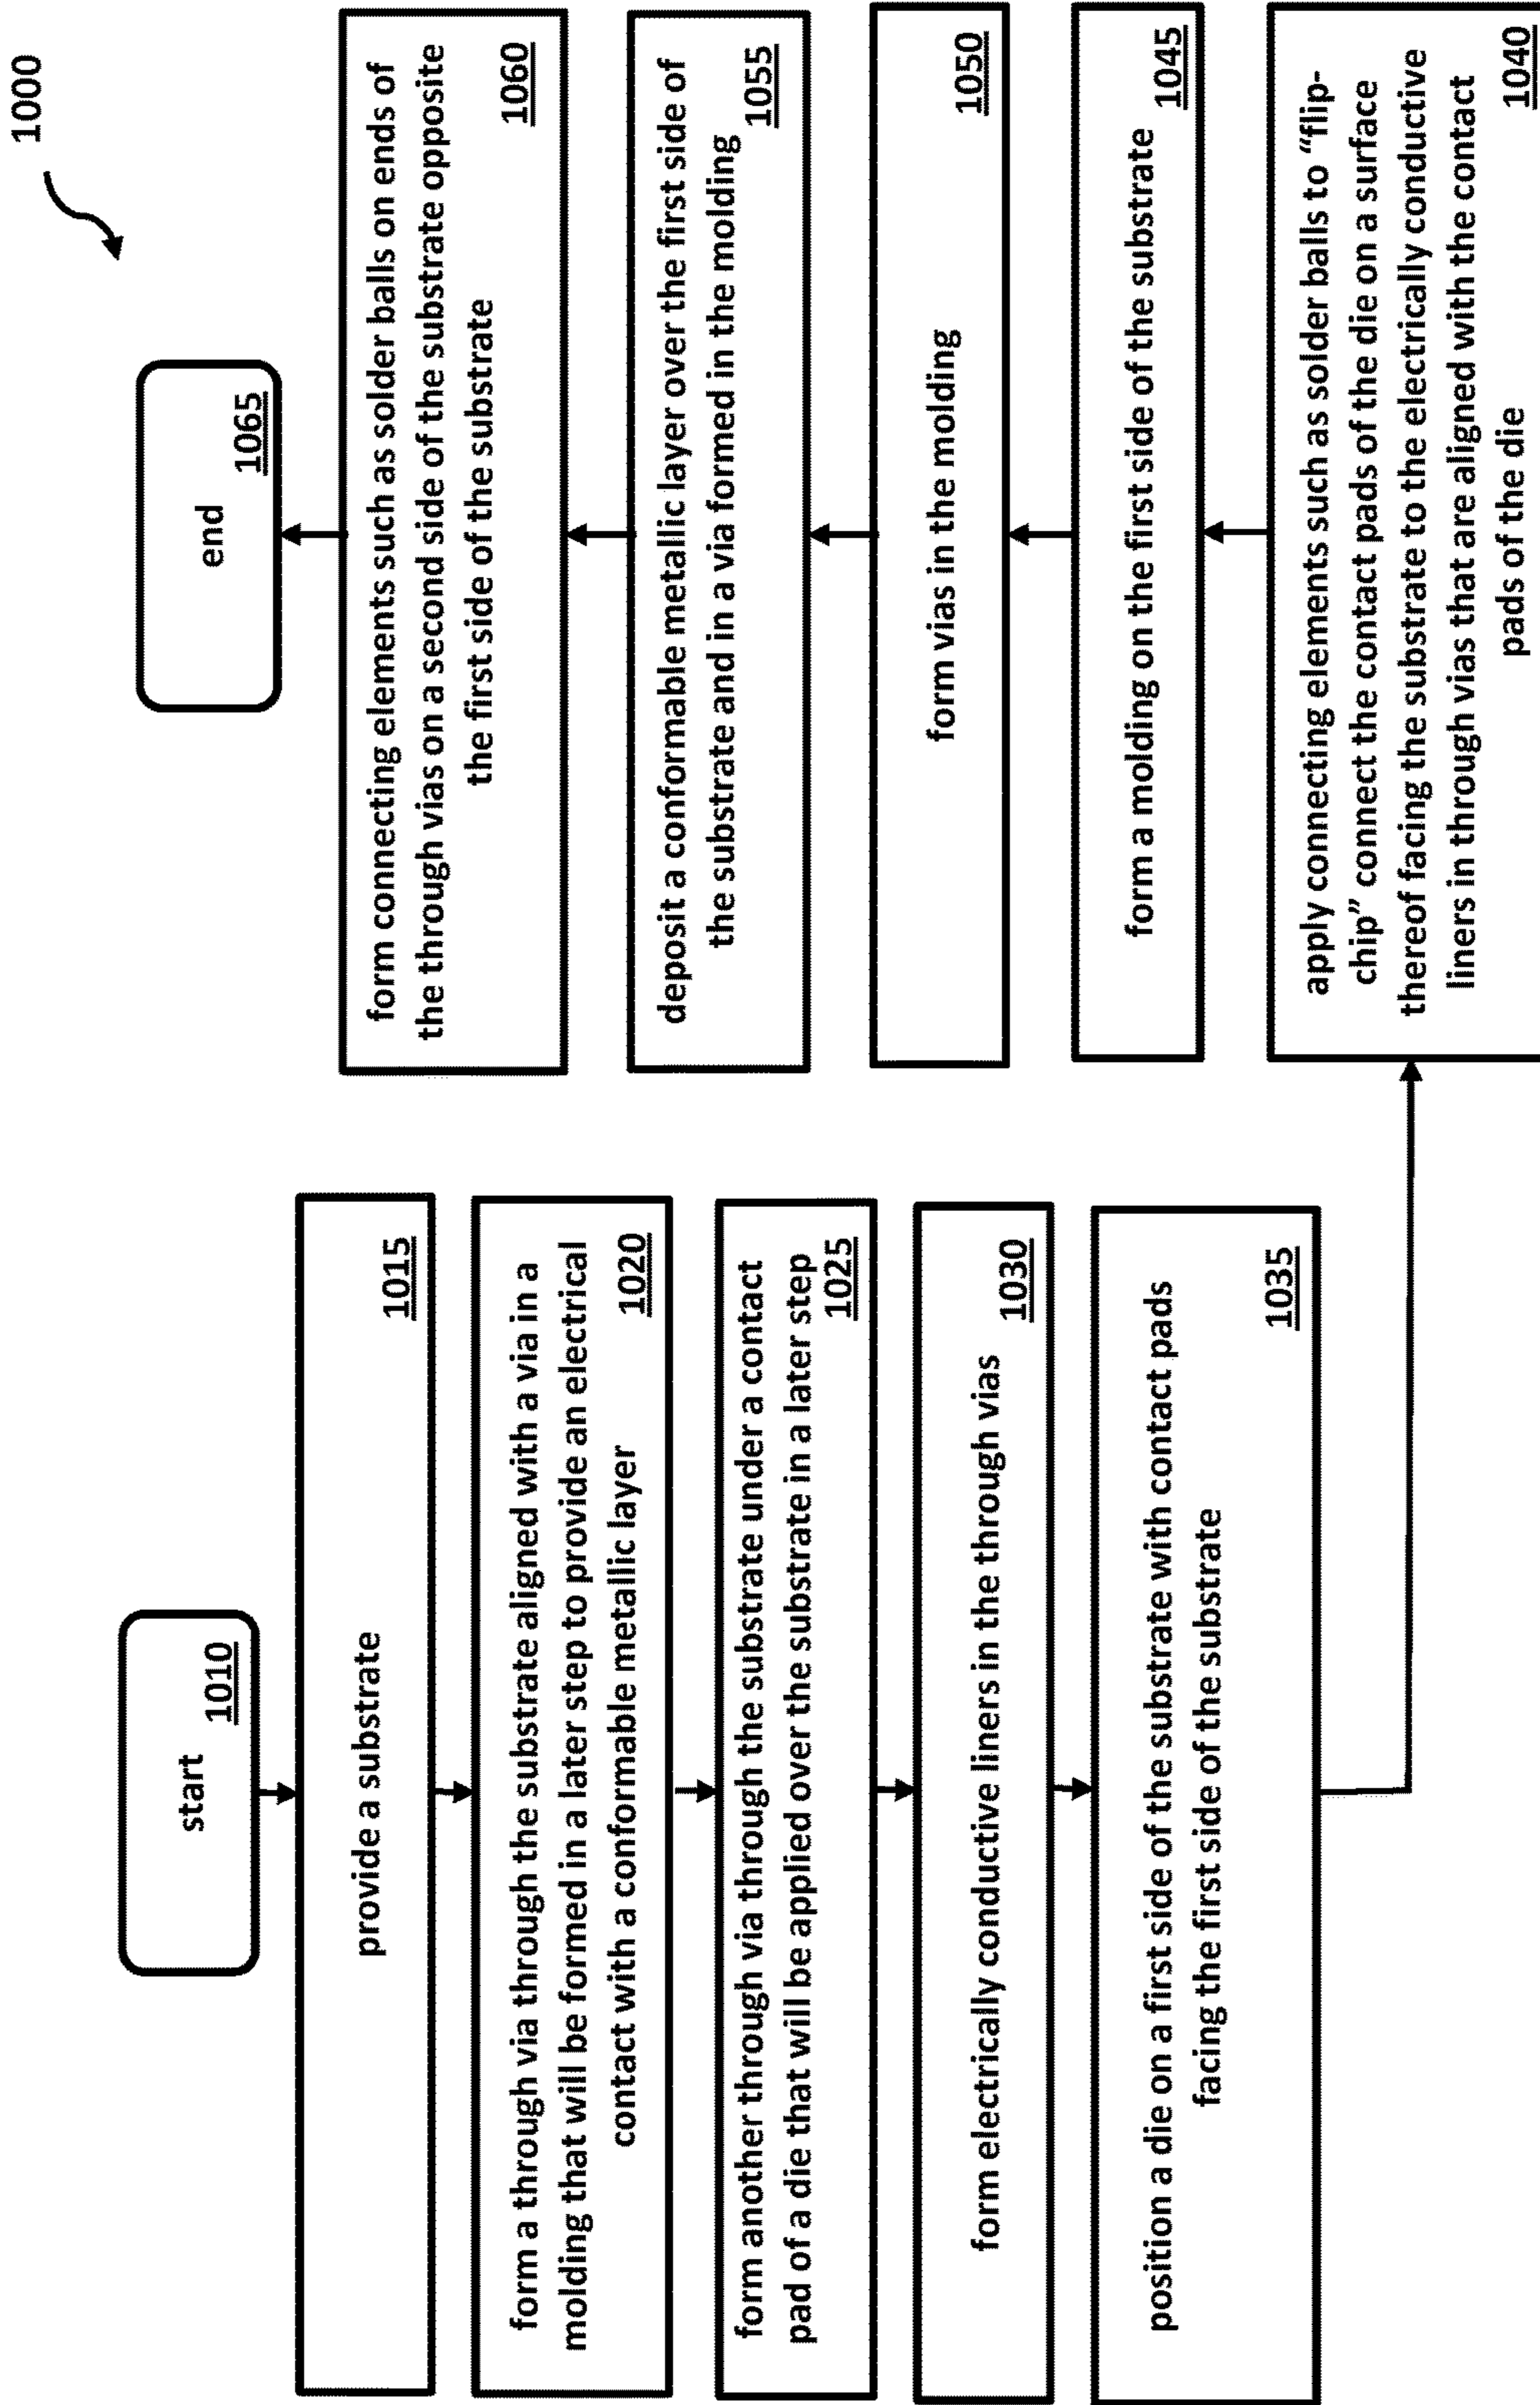 1000
start
1010
provide a substrate
1015
form a through via through the substrate aligned with a via in a
molding that will be formed in a later step to provide an electrical
contact with a conformable metallic layer
1020
form another through via through the substrate under a contact
pad of a die that will be applied over the substrate in a later step
1025
form electrically conductive liners in the through vias
1030
position a die on a first side of the substrate with contact pads
facing the first side of the substrate
1035
apply connecting elements such as solder balls to “flip-
chip” connect the contact pads of the die on a surface
thereof facing the substrate to the electrically conductive
liners in through vias that are aligned with the contact
pads of the die
1040
form a molding on the first side of the substrate
1045
form vias in the molding
1050
deposit a conformable metallic layer over the first side of
the substrate and in a via formed in the molding
1055
form connecting elements such as solder balls on ends of
the through vias on a second side of the substrate opposite
the first side of the substrate
1060
end
1065